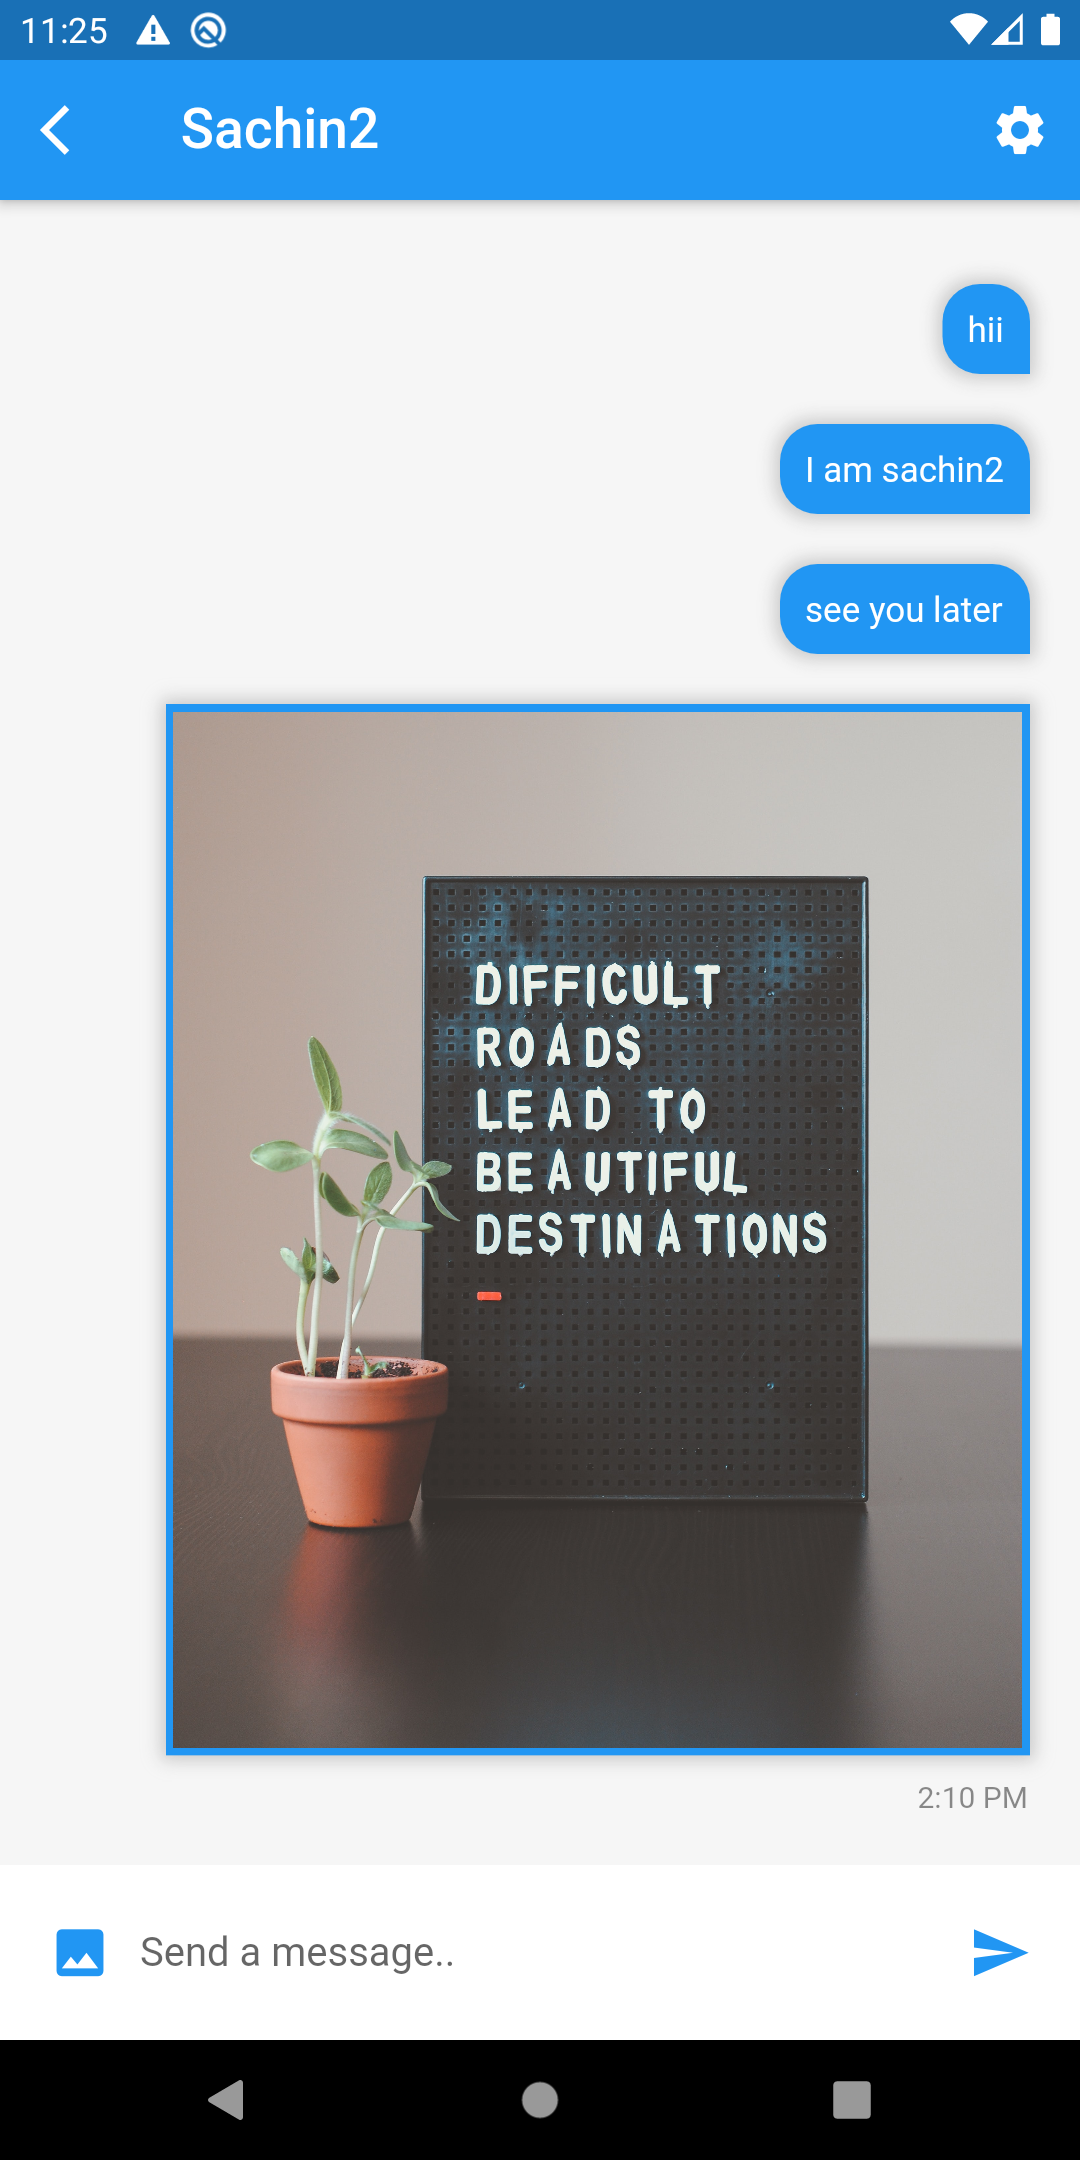 11:25
Sachin2
hii
I am sachin2
see you later
DIFFICULT
ROADS
LEAD TO
BEAUTIFUL
DESTINATIONS
2:10 PM
Send a message..